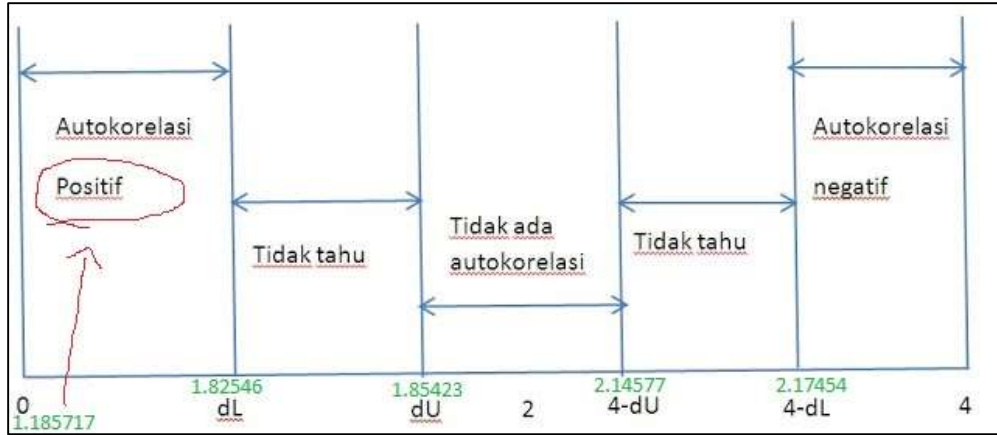 Autokorelasi
Positif
Tidak tahu
Tidak ada
autokorelasi
Tidak tahu
Autokorelasi
negatif
1.82546 1.85423 2.14577 2.17454
0 dL dU 2 4-dU 4-dL 4
1.185717